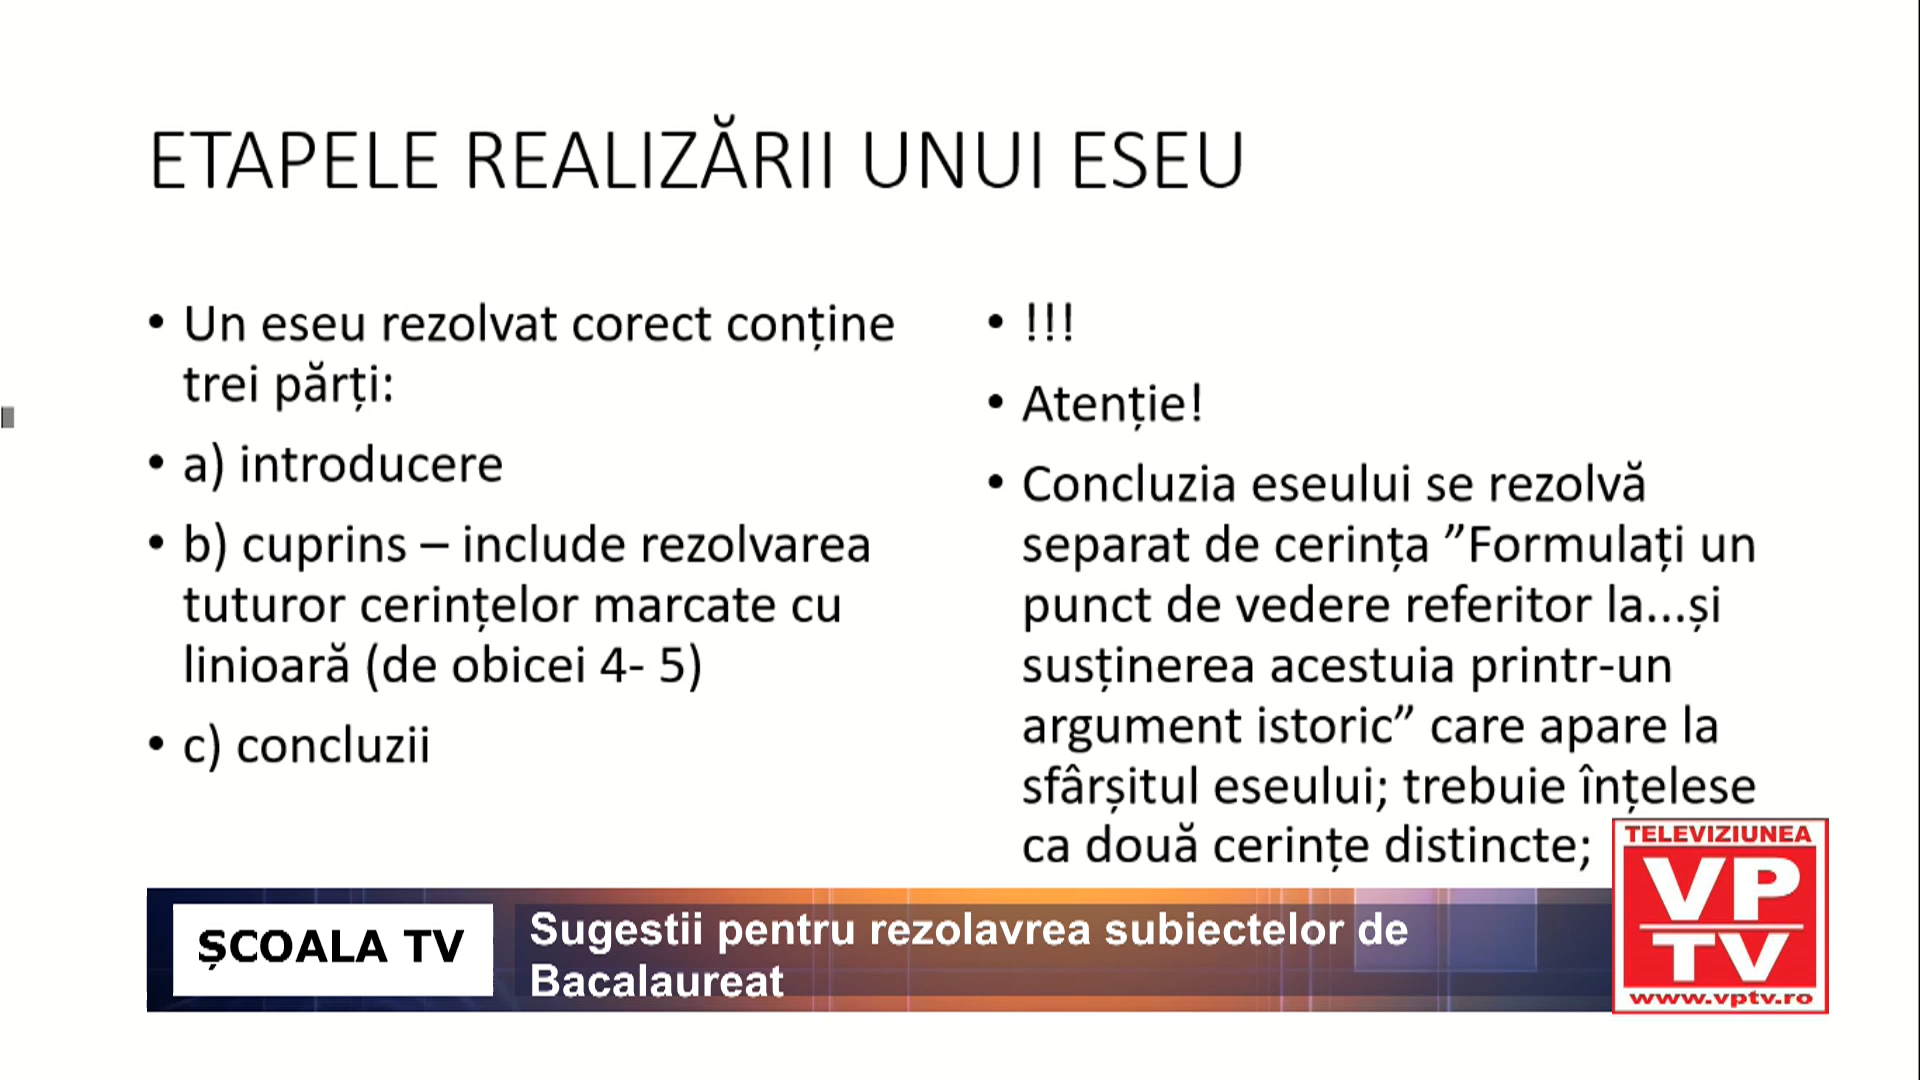 ETAPELE REALIZĂRII UNUI ESEU
• Un eseu rezolvat corect conține
trei părți:
• a) introducere
• b) cuprins – include rezolvarea
tuturor cerințelor marcate cu
linioară (de obicei 4- 5)
• c) concluzii
• !!!
• Atenție!
• Concluzia eseului se rezolvă
separat de cerința ”Formulați un
punct de vedere referitor la...și
susținerea acestuia printr-un
argument istoric” care apare la
sfârșitul eseului; trebuie înțelese
ca două cerințe distincte;
ȘCOALA TV
Sugestii pentru rezolavrea subiectelor de
Bacalaureat
TELEVIZIUNEA
VP
TV
www.vptv.ro